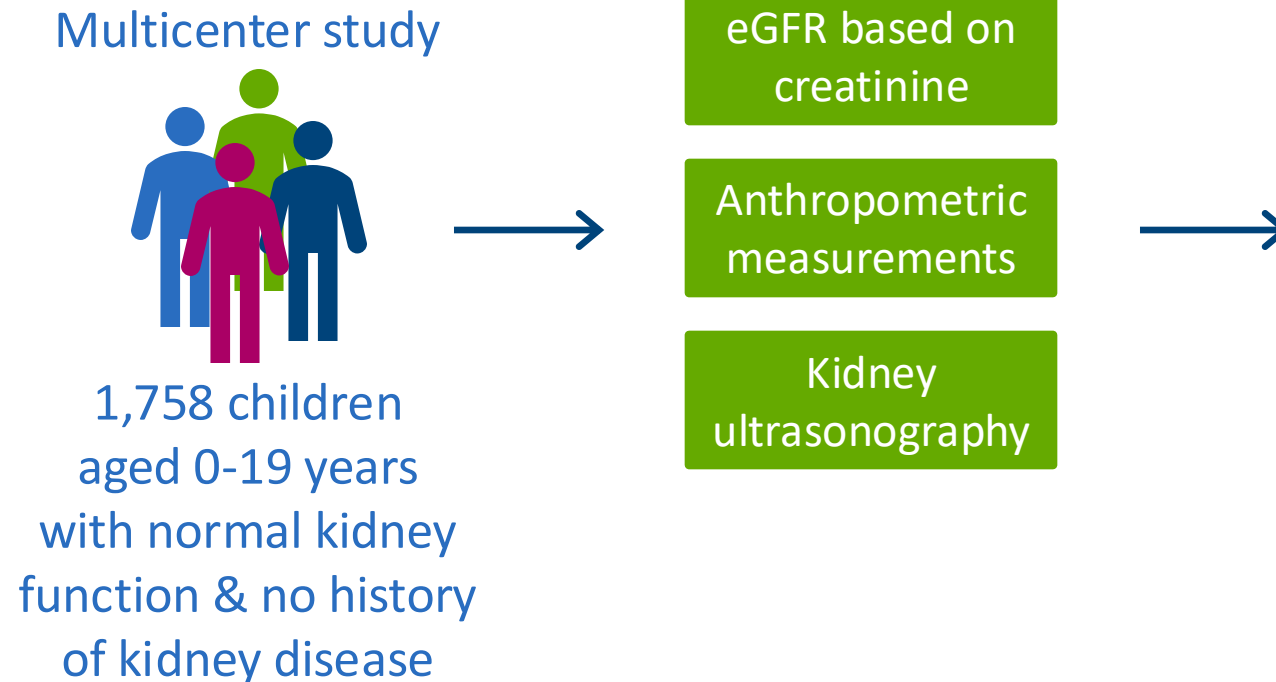 Multicenter study
1,758 children
aged 0-19 years
with normal kidney
function & no history
of kidney disease
eGFR based on
creatinine
Anthropometric
measurements
Kidney
ultrasonography